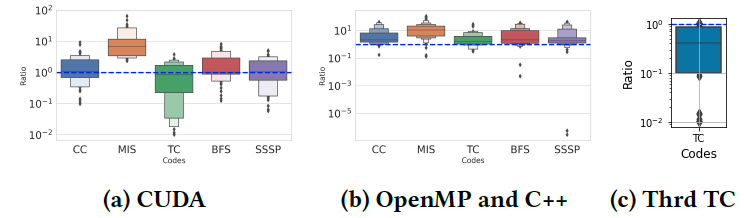 10²
10¹
10⁰
10⁻¹
10⁻²
Ratio
CC MIS TC BFS SSSP
Codes
(a) CUDA
10¹
10⁻¹
10⁻³
10⁻⁵
Ratio
CC MIS TC BFS SSSP
Codes
(b) OpenMP and C++
10⁰
10⁻¹
10⁻²
Ratio
TC
Codes
(c) Thrd TC